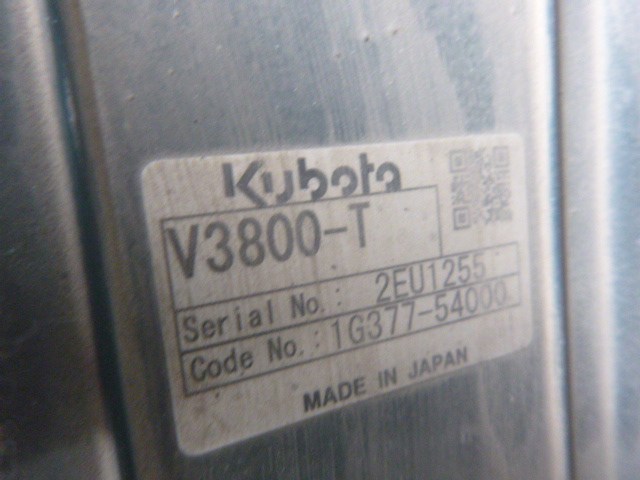 Kubota
V3800-T
Serial No.: 2EU1255
Code No.: 1G377-54000
MADE IN JAPAN